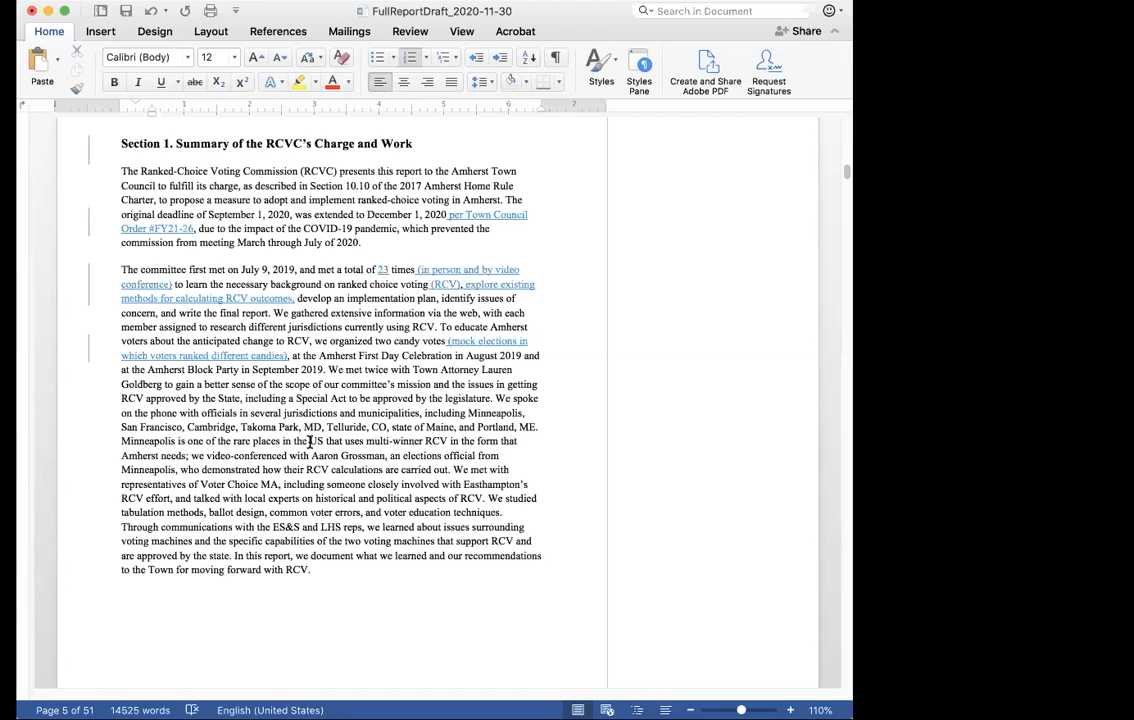 FullReportDraft_2020-11-30
Search in Document
Home Insert Design Layout References Mailings Review View Acrobat Share
Paste Calibri (Body) 12 Styles Styles Pane Create and Share Adobe PDF Request Signatures
1 2 3 4 5 6 7
Section 1. Summary of the RCVC's Charge and Work
The Ranked-Choice Voting Commission (RCVC) presents this report to the Amherst Town
Council to fulfill its charge, as described in Section 10.10 of the 2017 Amherst Home Rule
Charter, to propose a measure to adopt and implement ranked-choice voting in Amherst. The
original deadline of September 1, 2020, was extended to December 1, 2020 per Town Council
Order #FY21-26, due to the impact of the COVID-19 pandemic, which prevented the
commission from meeting March through July of 2020.
The committee first met on July 9, 2019, and met a total of 23 times (in person and by video
conference) to learn the necessary background on ranked choice voting (RCV), explore existing
methods for calculating RCV outcomes, develop an implementation plan, identify issues of
concern, and write the final report. We gathered extensive information via the web, with each
member assigned to research different jurisdictions currently using RCV. To educate Amherst
voters about the anticipated change to RCV, we organized two candy votes (mock elections in
which voters ranked different candies), at the Amherst First Day Celebration in August 2019 and
at the Amherst Block Party in September 2019. We met twice with Town Attorney Lauren
Goldberg to gain a better sense of the scope of our committee's mission and the issues in getting
RCV approved by the State, including a Special Act to be approved by the legislature. We spoke
on the phone with officials in several jurisdictions and municipalities, including Minneapolis,
San Francisco, Cambridge, Takoma Park, MD, Telluride, CO, state of Maine, and Portland, ME.
Minneapolis is one of the rare places in the US that uses multi-winner RCV in the form that
Amherst needs; we video-conferenced with Aaron Grossman, an elections official from
Minneapolis, who demonstrated how their RCV calculations are carried out. We met with
representatives of Voter Choice MA, including someone closely involved with Easthampton's
RCV effort, and talked with local experts on historical and political aspects of RCV. We studied
tabulation methods, ballot design, common voter errors, and voter education techniques.
Through communications with the ES&S and LHS reps, we learned about issues surrounding
voting machines and the specific capabilities of the two voting machines that support RCV and
are approved by the state. In this report, we document what we learned and our recommendations
to the Town for moving forward with RCV.
Page 5 of 51 14525 words English (United States) 110%